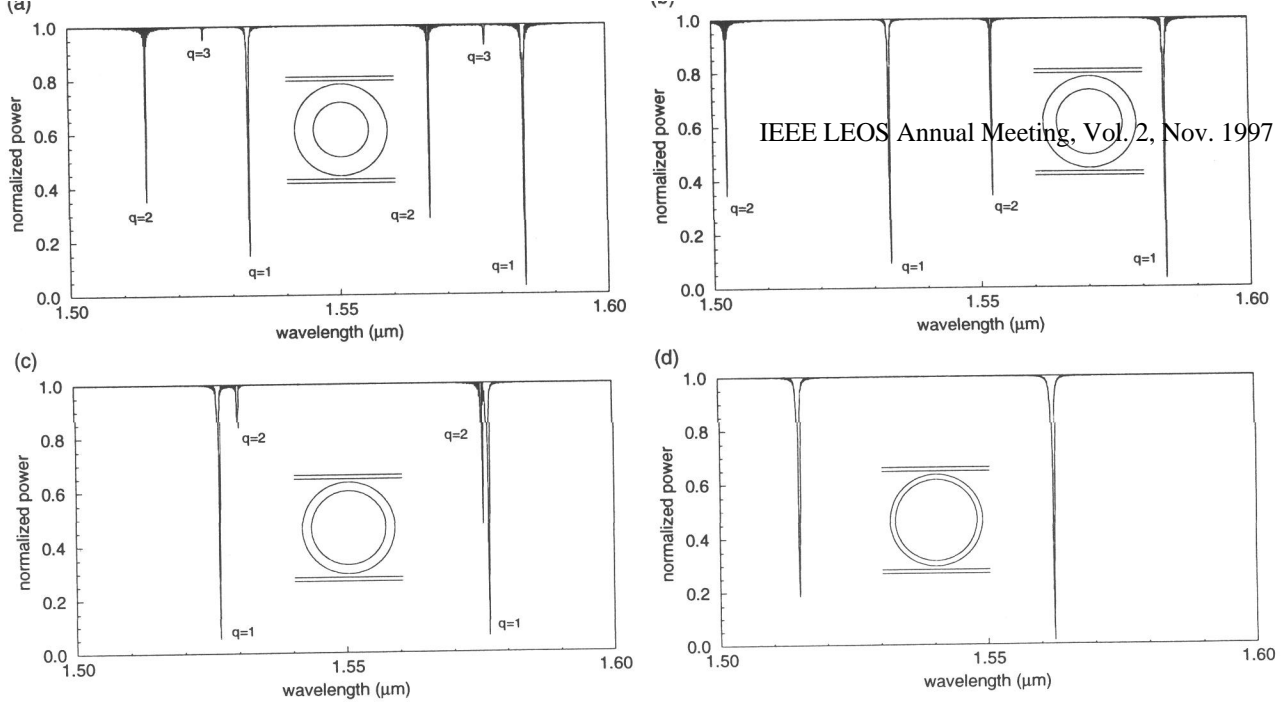 (a)
1.0
0.8
0.6
0.4
0.2
0.0
normalized power
q=3
q=3
q=2
q=2
q=1
q=1
1.50
1.55
1.60
wavelength (μm)
(b)
1.0
0.8
0.6
0.4
0.2
0.0
normalized power
IEEE LEOS Annual Meeting, Vol. 2, Nov. 1997
q=2
q=2
q=1
q=1
1.50
1.55
1.60
wavelength (μm)
(c)
1.0
0.8
0.6
0.4
0.2
0.0
normalized power
q=2
q=2
q=1
q=1
1.50
1.55
1.60
wavelength (μm)
(d)
1.0
0.8
0.6
0.4
0.2
0.0
normalized power
1.50
1.55
1.60
wavelength (μm)